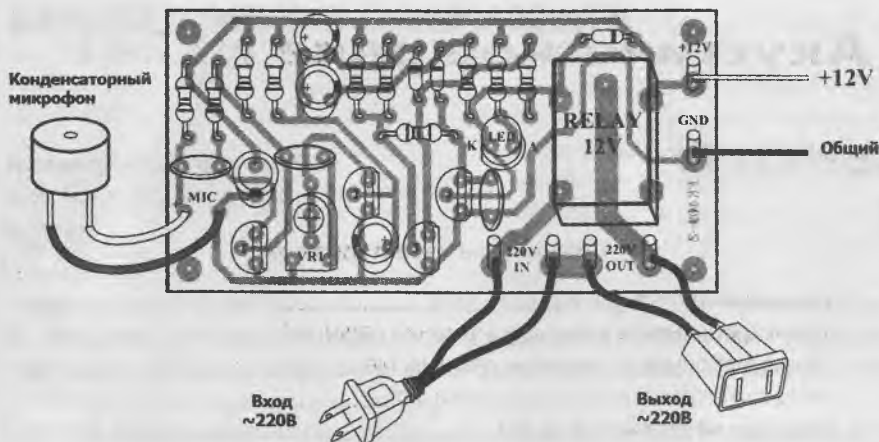 Конденсаторный
микрофон
MIC
VR1
K
LED
A
RELAY
12V
+12V
+12V
GND
Общий
220V
IN
220V
OUT
Вход
~220В
Выход
~220В